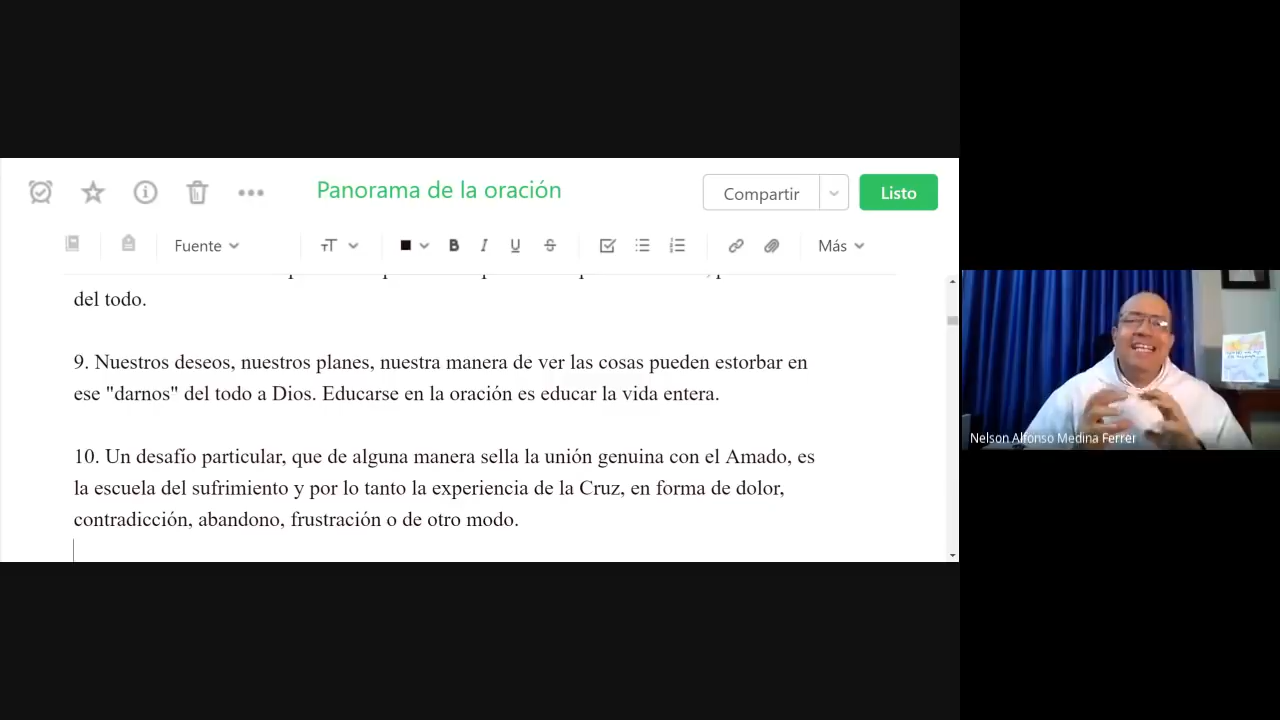 Panorama de la oración
Compartir
Listo
Fuente
Más
del todo.
9. Nuestros deseos, nuestros planes, nuestra manera de ver las cosas pueden estorbar en
ese "darnos" del todo a Dios. Educarse en la oración es educar la vida entera.
10. Un desafío particular, que de alguna manera sella la unión genuina con el Amado, es
la escuela del sufrimiento y por lo tanto la experiencia de la Cruz, en forma de dolor,
contradicción, abandono, frustración o de otro modo.
Nelson Alfonso Medina Ferrer